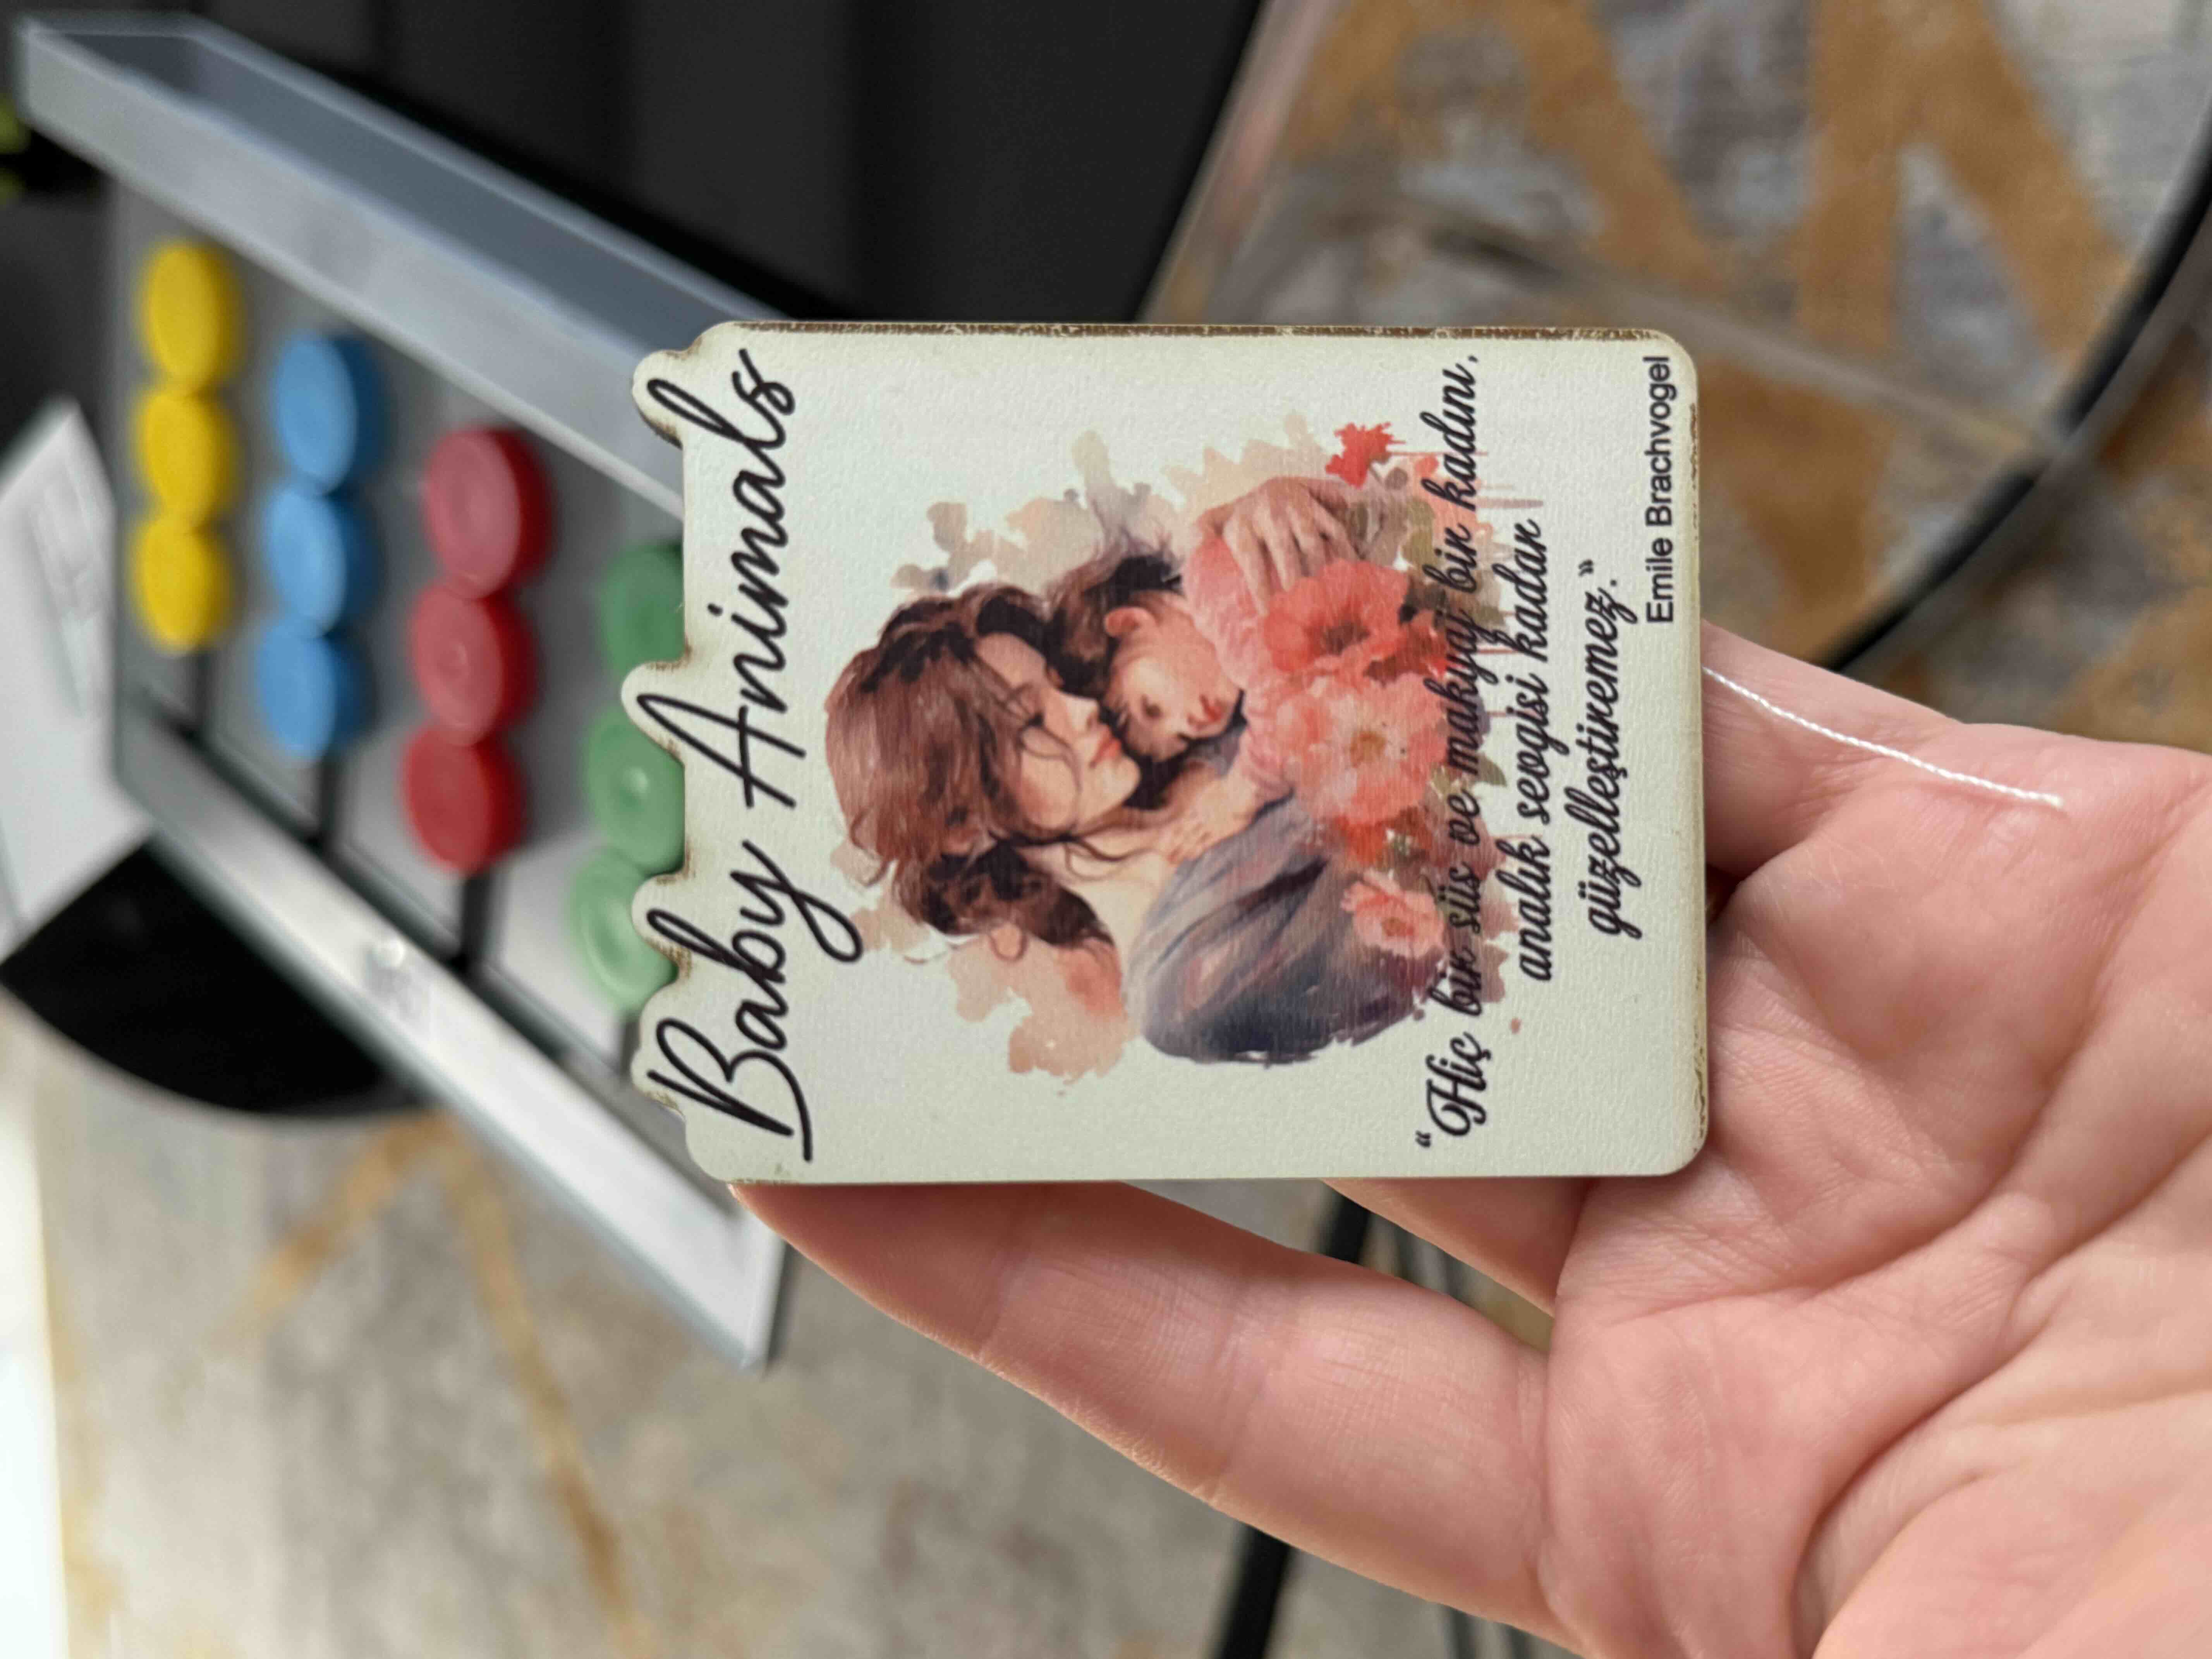 Baby Animals
“Hiç bir süs ve makyaj bir kadını,
analık sevgisi kadar
güzelleştiremez.”
Emile Brachvogel